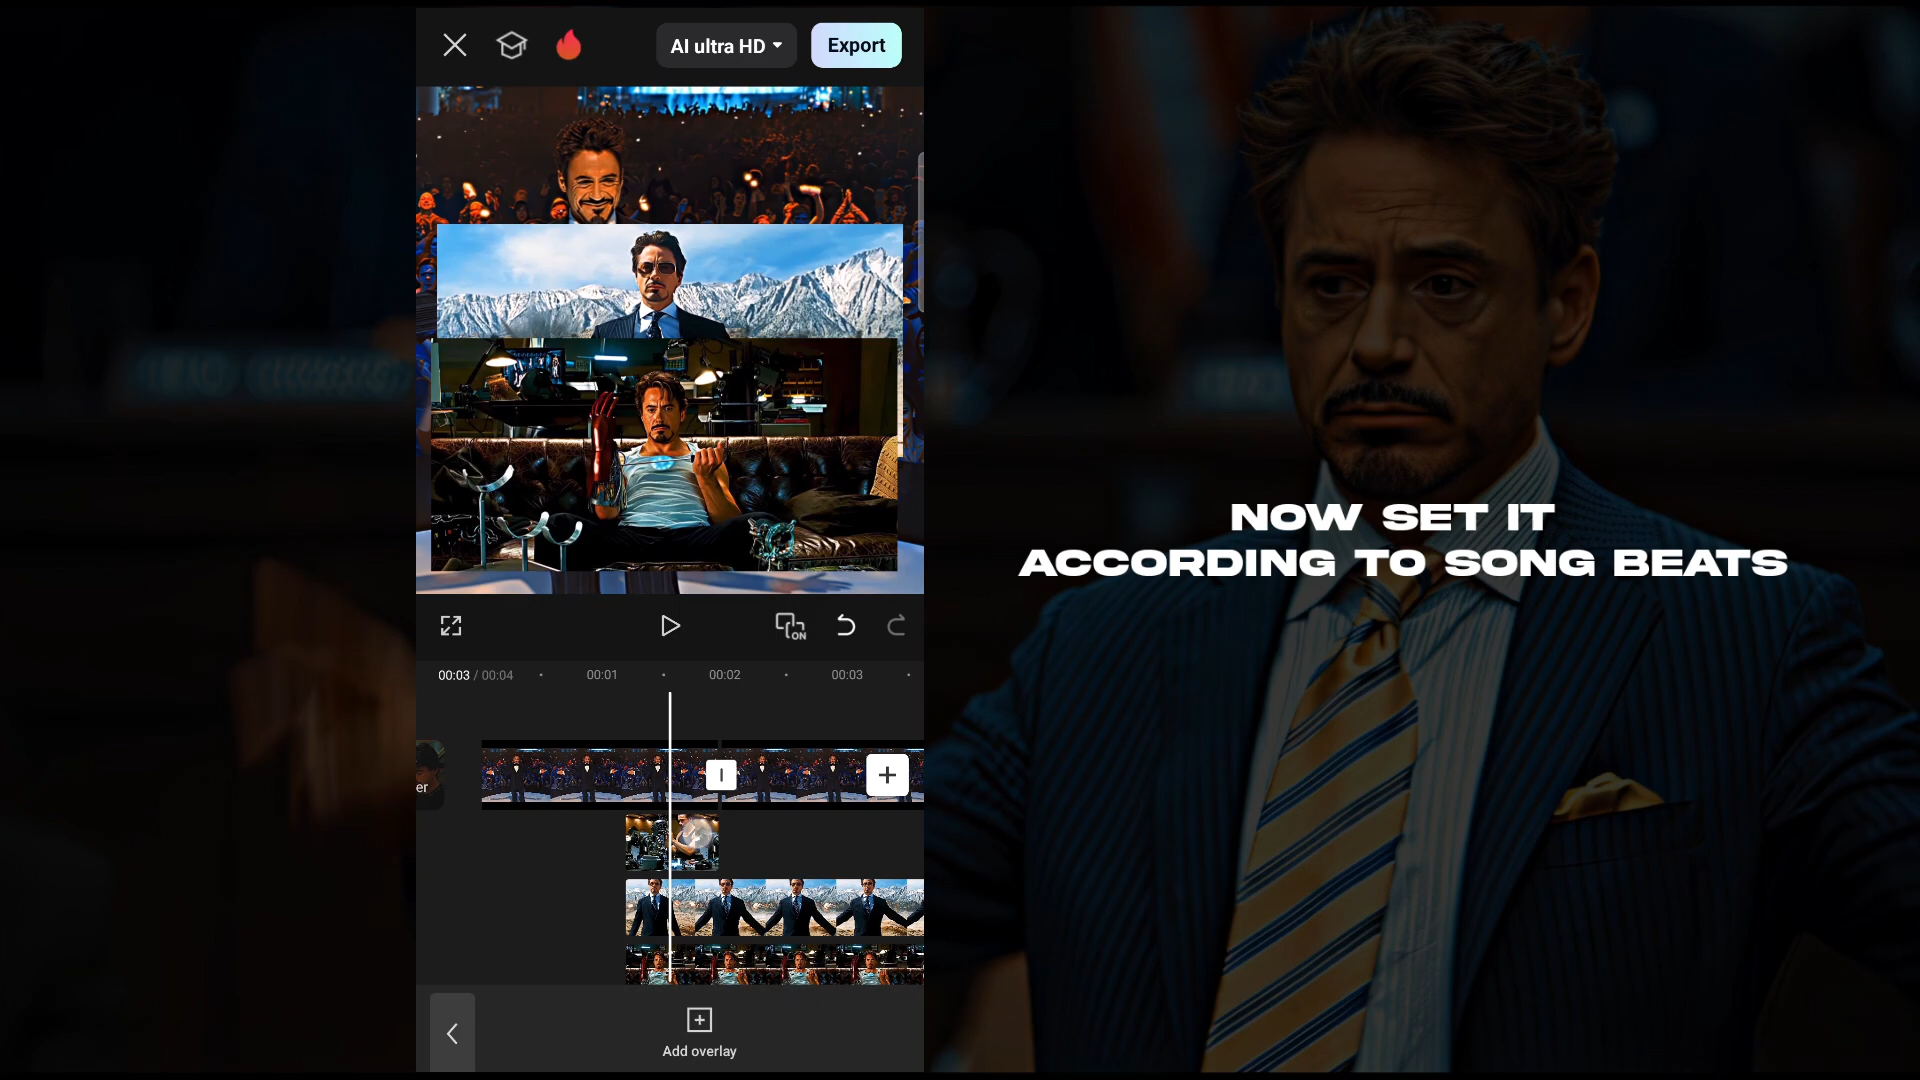 AI ultra HD
Export
ON
00:03 / 00:04
00:01
00:02
00:03
er
Add overlay
NOW SET IT
ACCORDING TO SONG BEATS